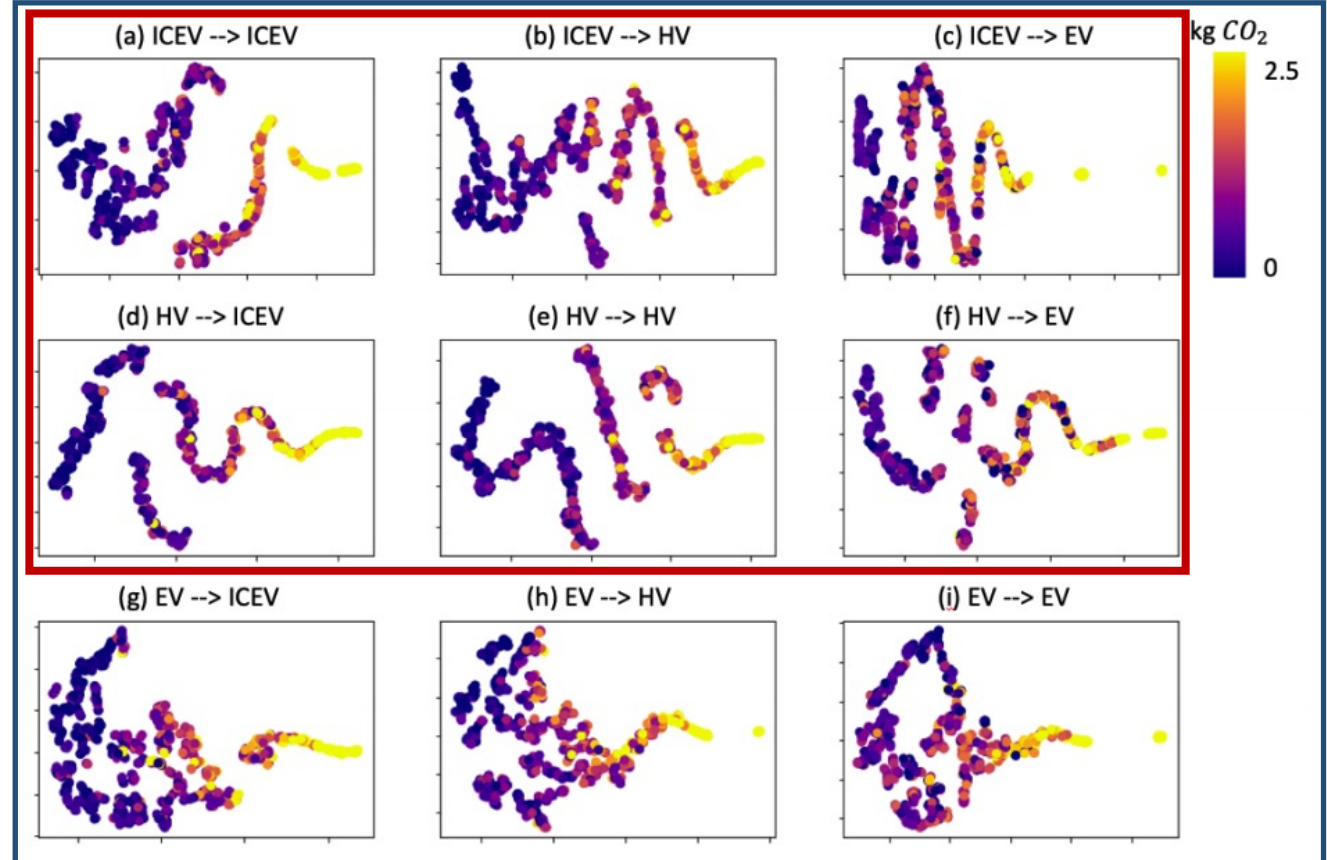 (a) ICEV --> ICEV
(b) ICEV --> HV
(c) ICEV --> EV
kg CO₂
2.5
0
(d) HV --> ICEV
(e) HV --> HV
(f) HV --> EV
(g) EV --> ICEV
(h) EV --> HV
(i) EV --> EV